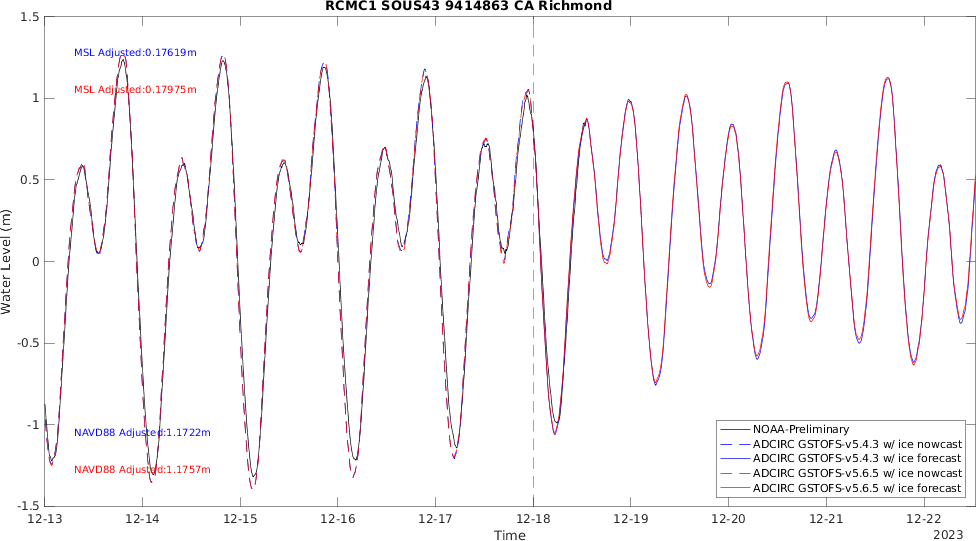 RCMC1 SOUS43 9414863 CA Richmond
1.5
1
0.5
0
-0.5
-1
-1.5
Water Level (m)
MSL Adjusted:0.17619m
MSL Adjusted:0.17975m
NAVD88 Adjusted:1.1722m
NAVD88 Adjusted:1.1757m
NOAA-Preliminary
ADCIRC GSTOFS-v5.4.3 w/ ice nowcast
ADCIRC GSTOFS-v5.4.3 w/ ice forecast
ADCIRC GSTOFS-v5.6.5 w/ ice nowcast
ADCIRC GSTOFS-v5.6.5 w/ ice forecast
12-13 12-14 12-15 12-16 12-17 12-18 12-19 12-20 12-21 12-22
Time
2023